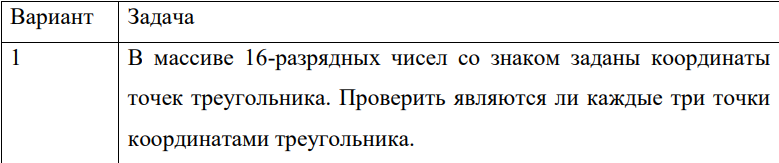 Вариант Задача
1 В массиве 16-разрядных чисел со знаком заданы координаты
точек треугольника. Проверить являются ли каждые три точки
координатами треугольника.